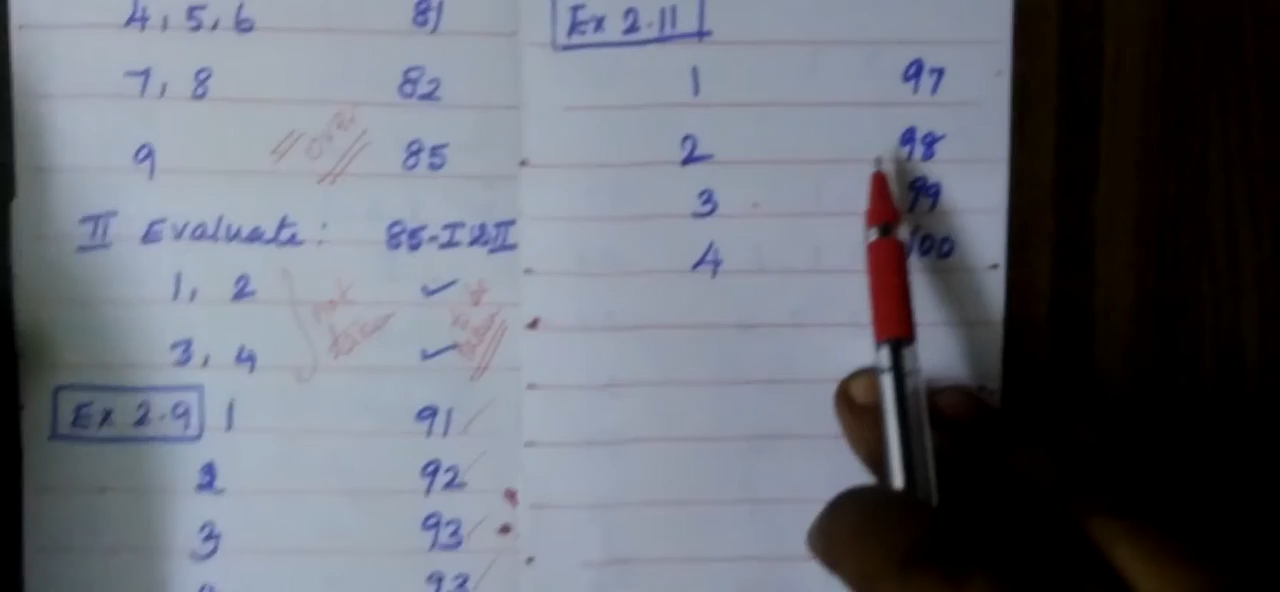 4, 5, 6 81
7, 8 82
9 85
II Evaluate: 85-I & II
1, 2 ✓
3, 4 ✓
Ex 2.9 1 91
2 92
3 93
93
Ex 2.11
1 97
2 98
3 99
4 100